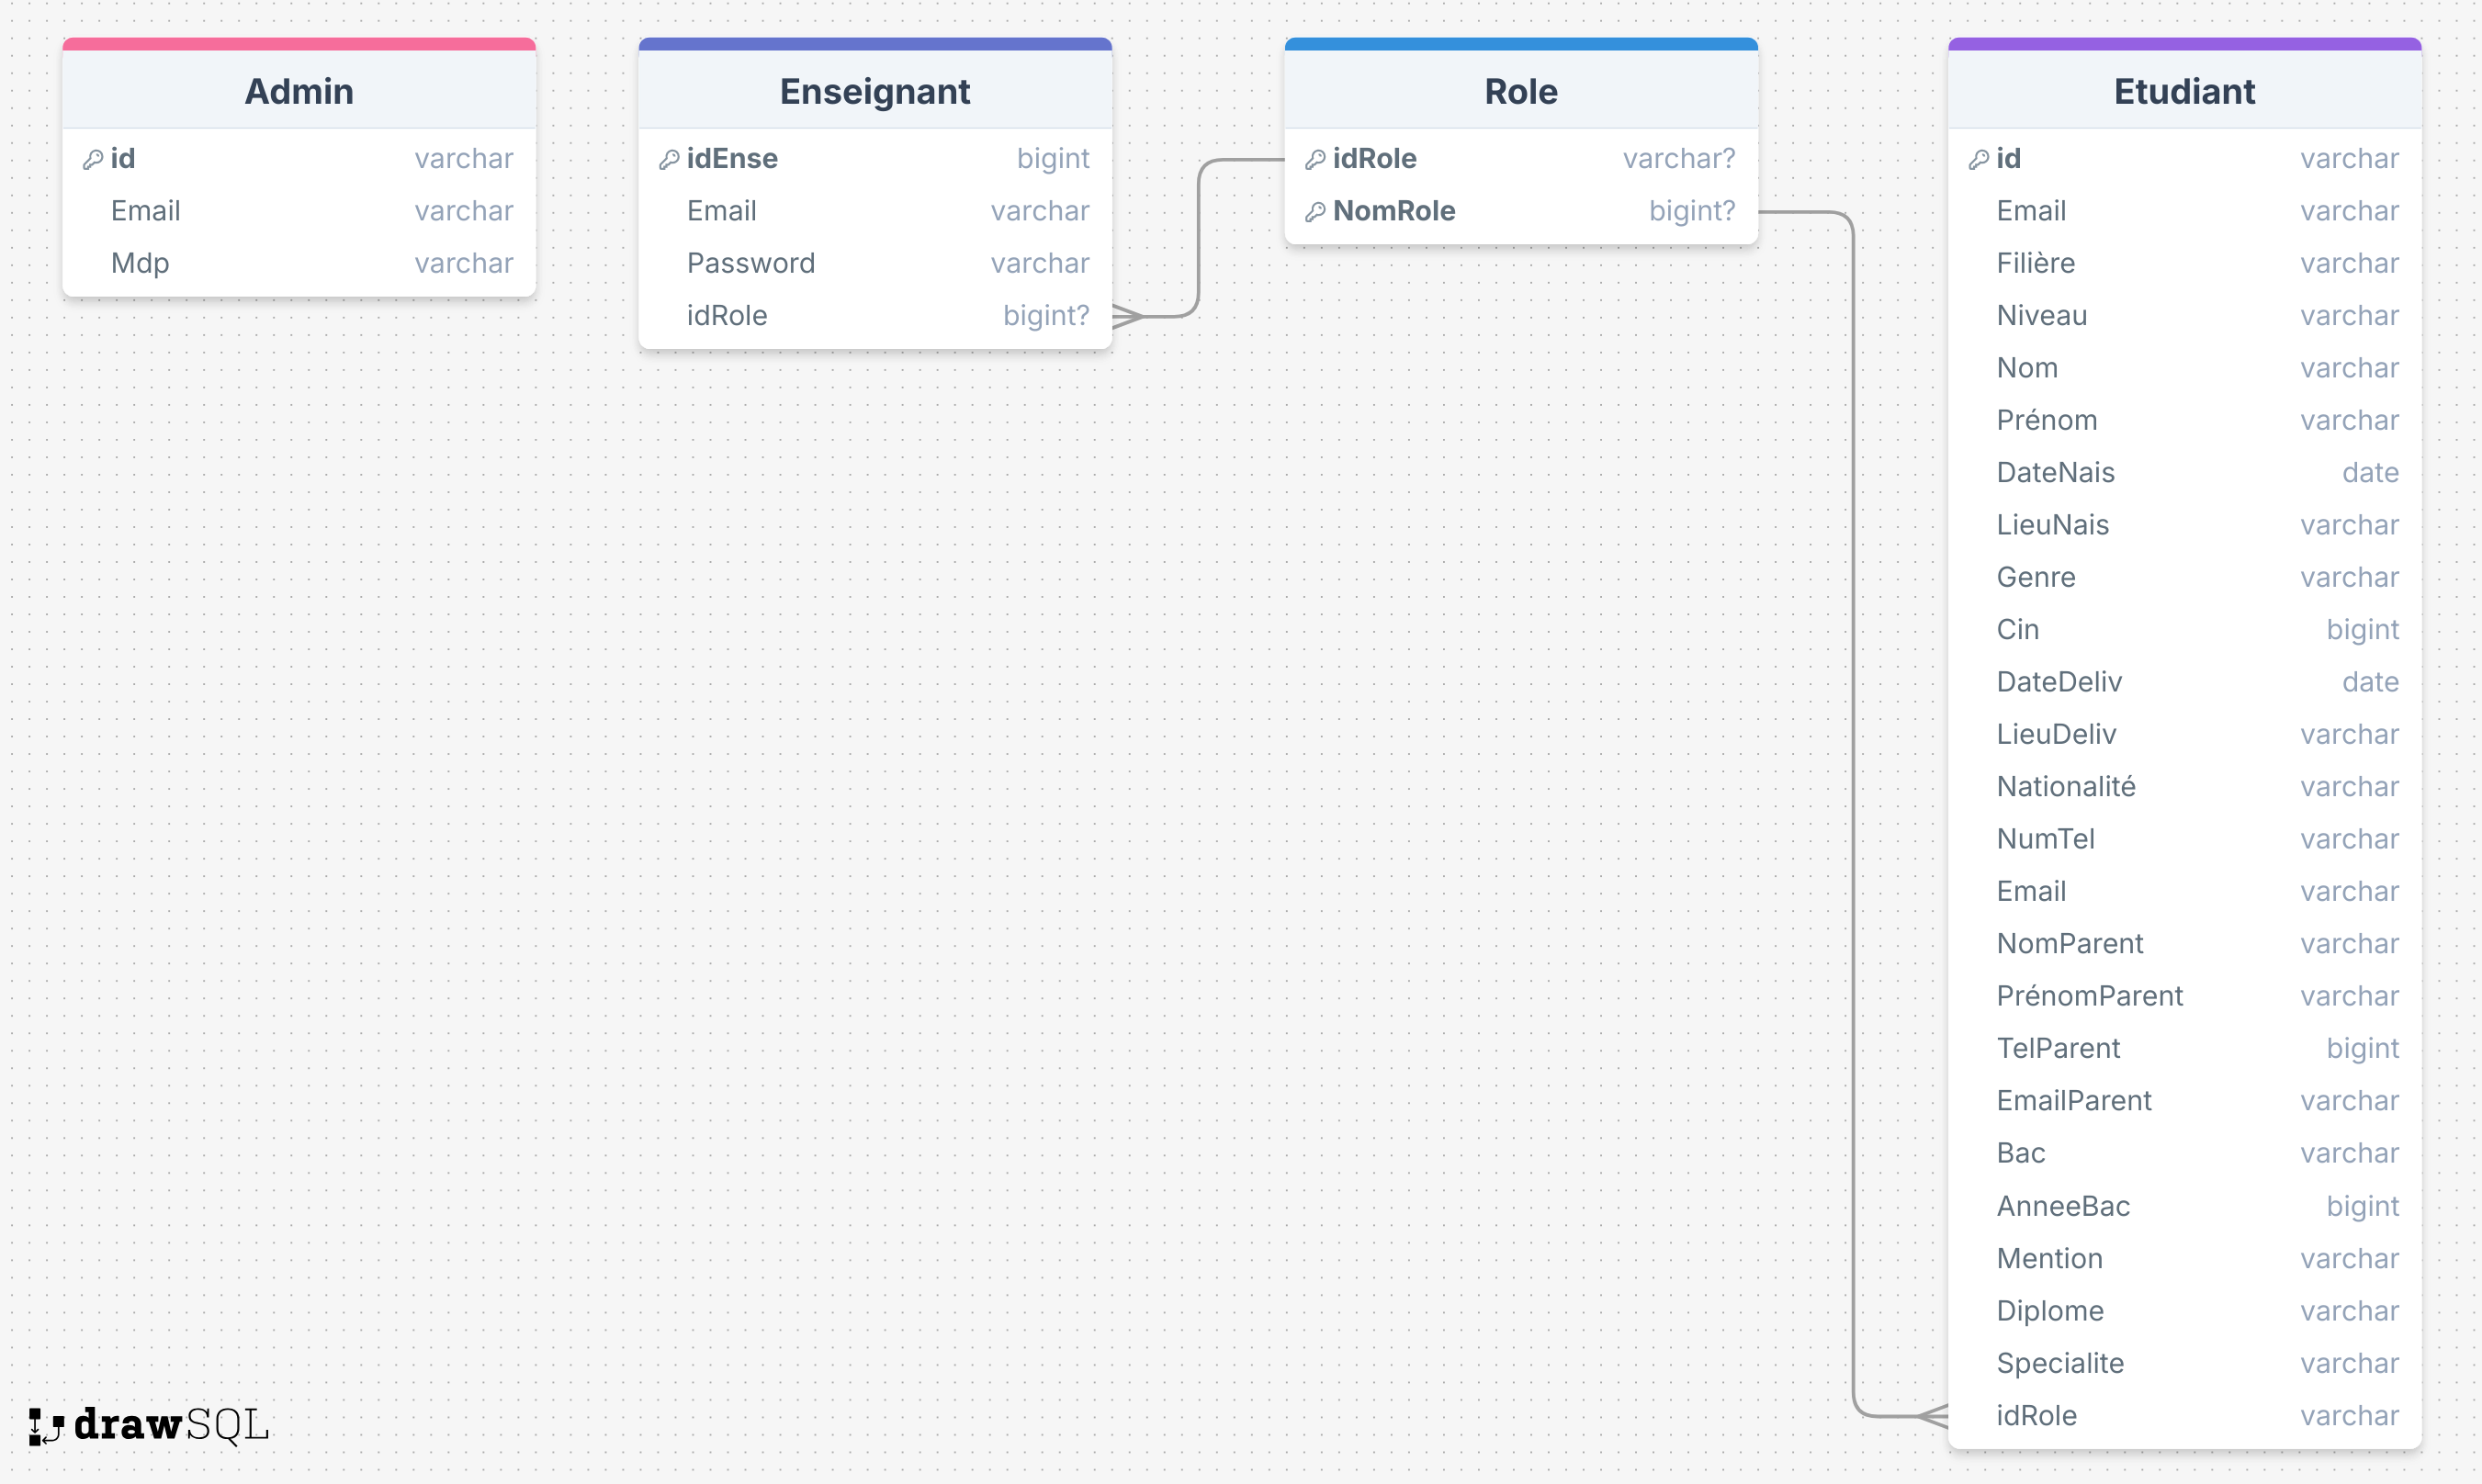 Admin
id varchar
Email varchar
Mdp varchar
Enseignant
idEnse bigint
Email varchar
Password varchar
idRole bigint?
Role
idRole varchar?
NomRole bigint?
Etudiant
id varchar
Email varchar
Filière varchar
Niveau varchar
Nom varchar
Prénom varchar
DateNais date
LieuNais varchar
Genre varchar
Cin bigint
DateDeliv date
LieuDeliv varchar
Nationalité varchar
NumTel varchar
Email varchar
NomParent varchar
PrénomParent varchar
TelParent bigint
EmailParent varchar
Bac varchar
AnneeBac bigint
Mention varchar
Diplome varchar
Specialite varchar
idRole varchar
drawSQL